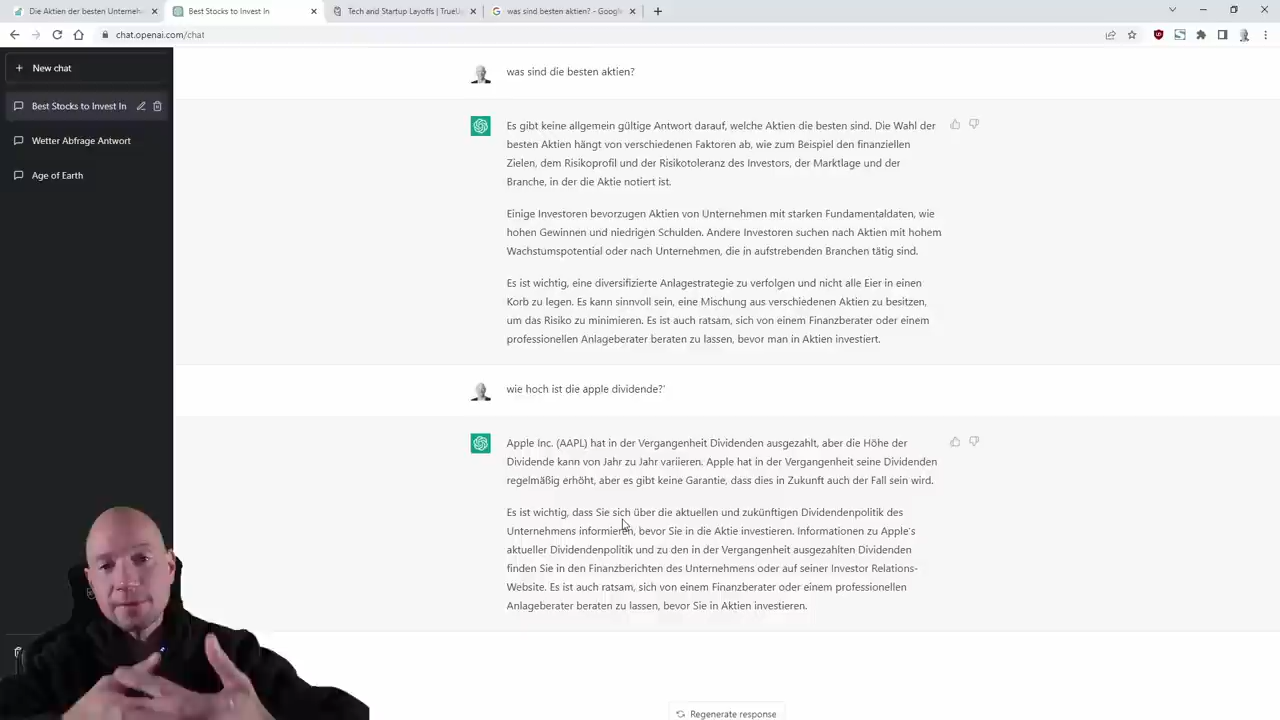 Die Aktien der besten Unterneh
Best Stocks to Invest In
Tech and Startup Layoffs | TrueU
was sind besten aktien? - Google
chat.openai.com/chat
New chat
Best Stocks to Invest In
Wetter Abfrage Antwort
Age of Earth
was sind die besten aktien?
Es gibt keine allgemein gültige Antwort darauf, welche Aktien die besten sind. Die Wahl der
besten Aktien hängt von verschiedenen Faktoren ab, wie zum Beispiel den finanziellen
Zielen, dem Risikoprofil und der Risikotoleranz des Investors, der Marktlage und der
Branche, in der die Aktie notiert ist.
Einige Investoren bevorzugen Aktien von Unternehmen mit starken Fundamentaldaten, wie
hohen Gewinnen und niedrigen Schulden. Andere Investoren suchen nach Aktien mit hohem
Wachstumspotential oder nach Unternehmen, die in aufstrebenden Branchen tätig sind.
Es ist wichtig, eine diversifizierte Anlagestrategie zu verfolgen und nicht alle Eier in einen
Korb zu legen. Es kann sinnvoll sein, eine Mischung aus verschiedenen Aktien zu besitzen,
um das Risiko zu minimieren. Es ist auch ratsam, sich von einem Finanzberater oder einem
professionellen Anlageberater beraten zu lassen, bevor man in Aktien investiert.
wie hoch ist die apple dividende?'
Apple Inc. (AAPL) hat in der Vergangenheit Dividenden ausgezahlt, aber die Höhe der
Dividende kann von Jahr zu Jahr variieren. Apple hat in der Vergangenheit seine Dividenden
regelmäßig erhöht, aber es gibt keine Garantie, dass dies in Zukunft auch der Fall sein wird.
Es ist wichtig, dass Sie sich über die aktuellen und zukünftigen Dividendenpolitik des
Unternehmens informieren, bevor Sie in die Aktie investieren. Informationen zu Apple's
aktueller Dividendenpolitik und zu den in der Vergangenheit ausgezahlten Dividenden
finden Sie in den Finanzberichten des Unternehmens oder auf seiner Investor Relations-
Website. Es ist auch ratsam, sich von einem Finanzberater oder einem professionellen
Anlageberater beraten zu lassen, bevor Sie in Aktien investieren.
Regenerate response